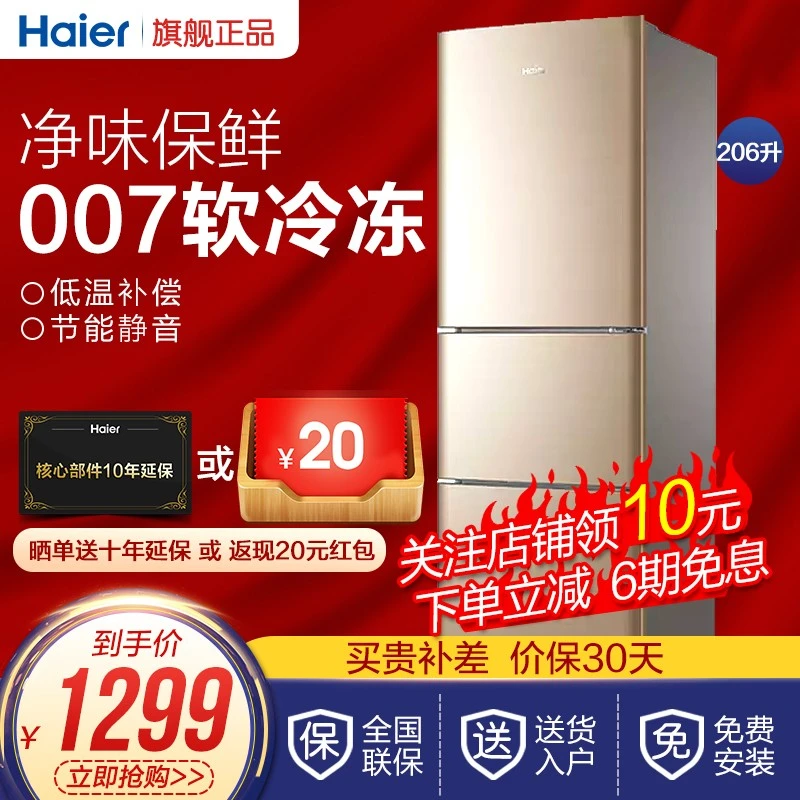 Haier 旗舰正品
Haier
206升
净味保鲜
007软冷冻
低温补偿
节能静音
Haier
核心部件10年延保
或
¥20
晒单送十年延保 或 返现20元红包
关注店铺领10元
下单立减 6期免息
到手价
¥1299
立即抢购>>
买贵补差 价保30天
保 全国联保
送 送货入户
免 免费安装